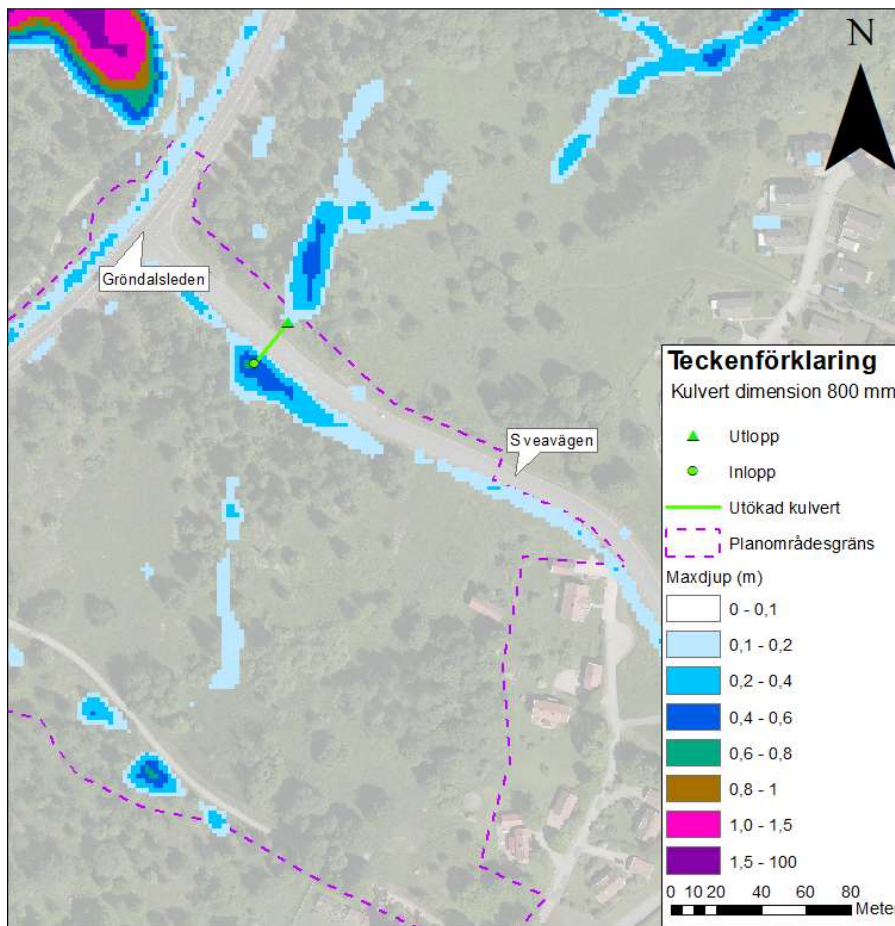 N
Gröndalsleden
Sveavägen
Teckenförklaring
Kulvert dimension 800 mm
Utlopp
Inlopp
Utökad kulvert
Planområdesgräns
Maxdjup (m)
0 - 0,1
0,1 - 0,2
0,2 - 0,4
0,4 - 0,6
0,6 - 0,8
0,8 - 1
1,0 - 1,5
1,5 - 100
0 10 20 40 60 80
Meter